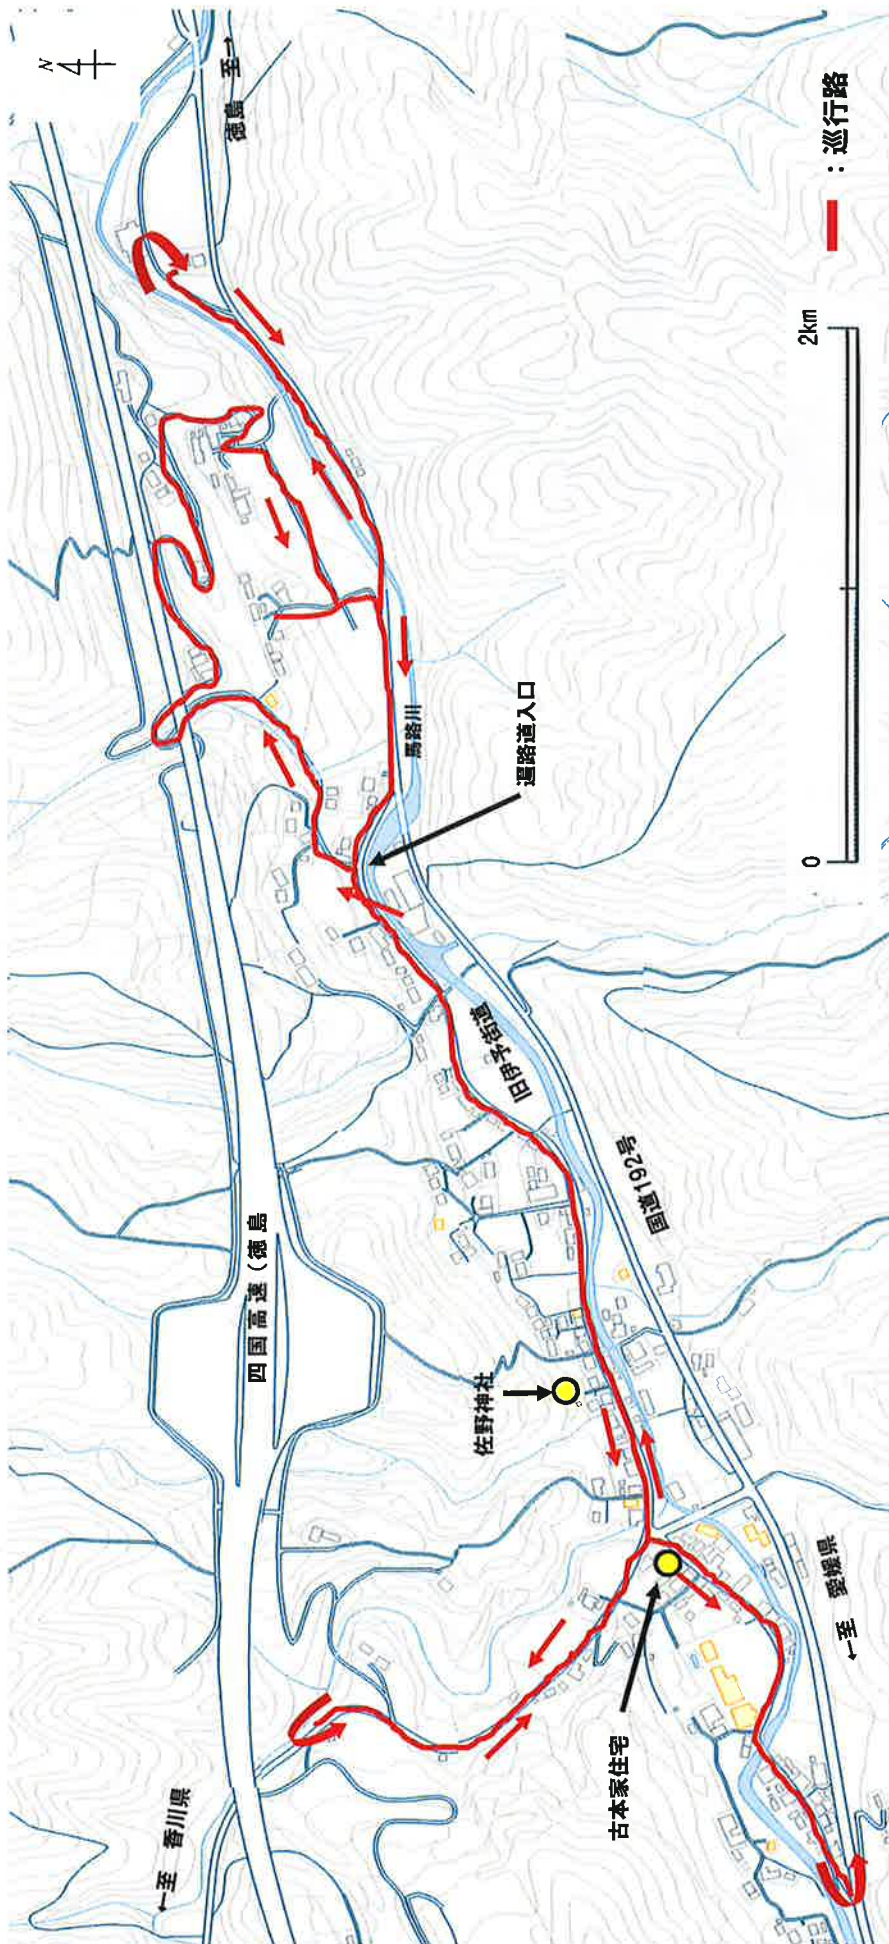 N
←至 香川県
徳島 至→
四国高速(徳島
馬路川
佐野神社
旧伊予街道
遍路道入口
古本家住宅
国道192号
←至 愛媛県
0 2km
:巡行路